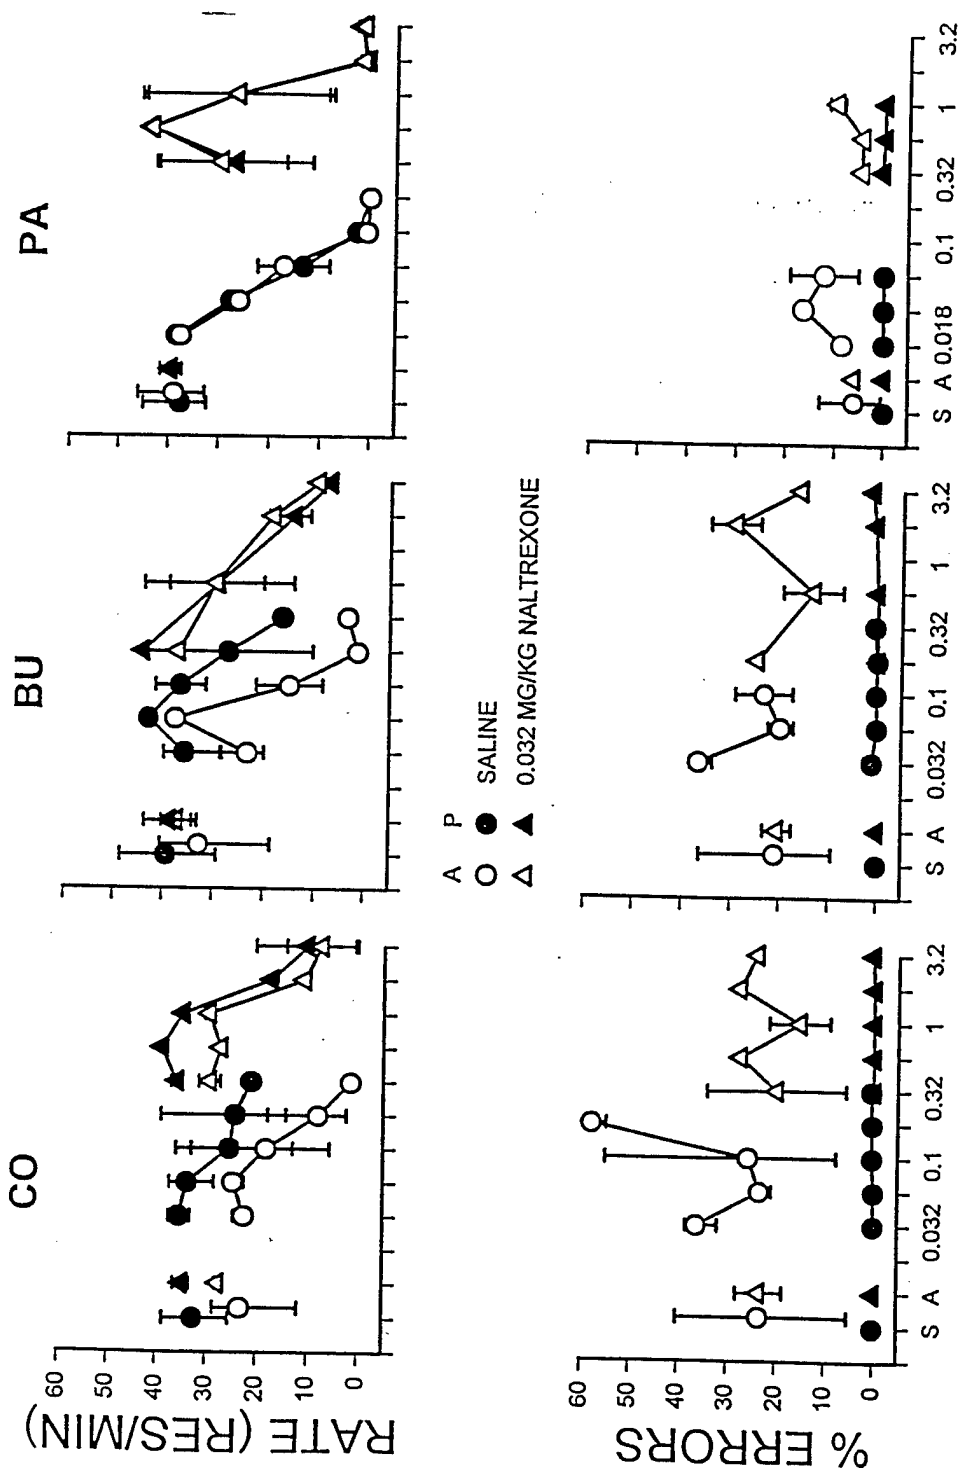 CO
BU
PA
RATE (RES/MIN)
60
50
40
30
20
10
0
A P
SALINE
0.032 MG/KG NALTREXONE
% ERRORS
60
50
40
30
20
10
0
S A 0.032 0.1 0.32 1 3.2
S A 0.032 0.1 0.32 1 3.2
S A 0.018 0.1 0.32 1 3.2